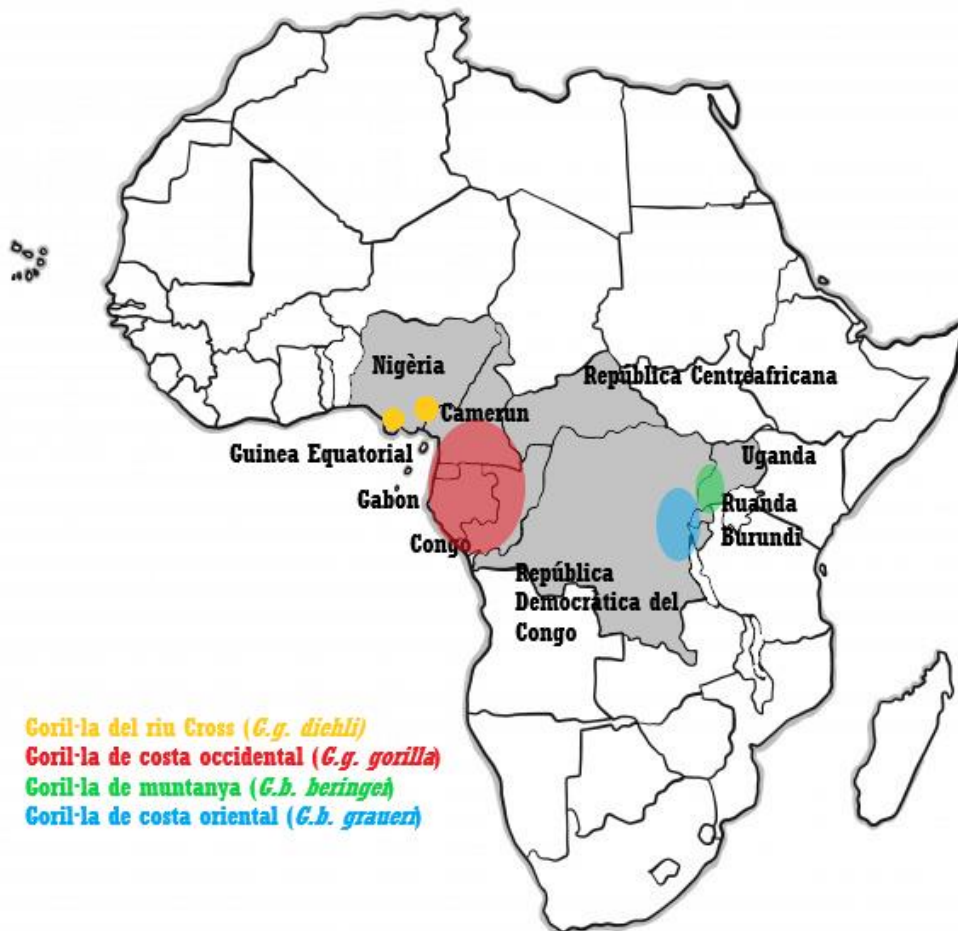 Nigèria
República Centreafricana
Camerun
Guinea Equatorial
Uganda
Gabon
Ruanda
Congo
Burundi
República
Democràtica del
Congo
Goril·la del riu Cross (G.g. diehli)
Goril·la de costa occidental (G.g. gorilla)
Goril·la de muntanya (G.b. beringei)
Goril·la de costa oriental (G.b. graueri)